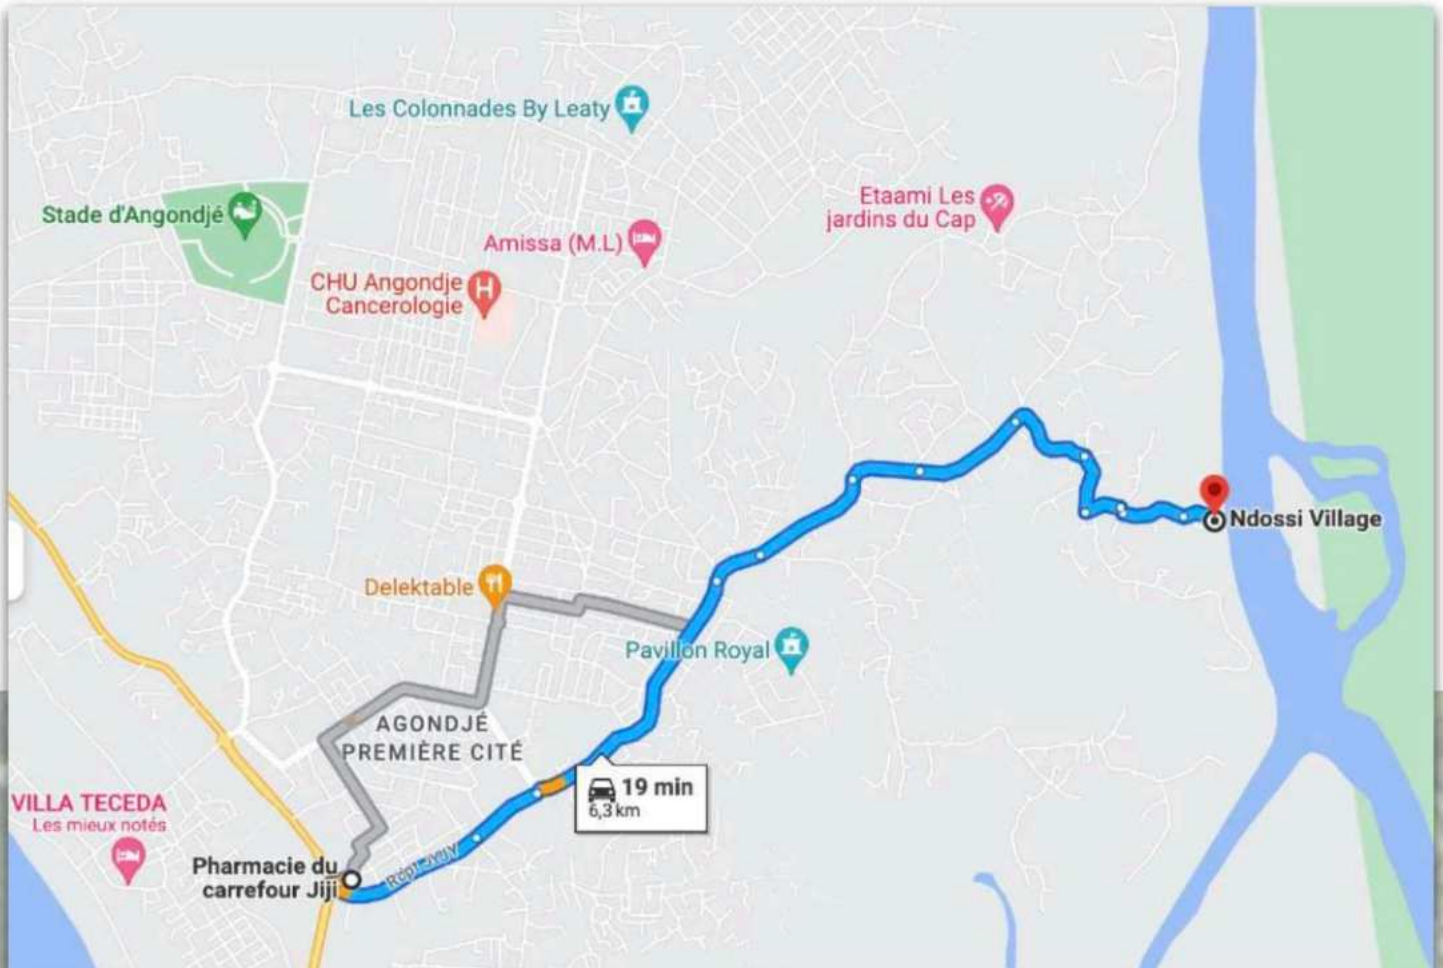 Les Colonnades By Leaty
Etaami Les
jardins du Cap
Stade d'Angondjé
Amissa (M.L)
CHU Angondje
Cancerologie
Ndossi Village
Delektable
Pavillon Royal
AGONDJÉ
PREMIÈRE CITÉ
19 min
6,3 km
VILLA TECEDA
Les mieux notés
Pharmacie du
carrefour Jiji